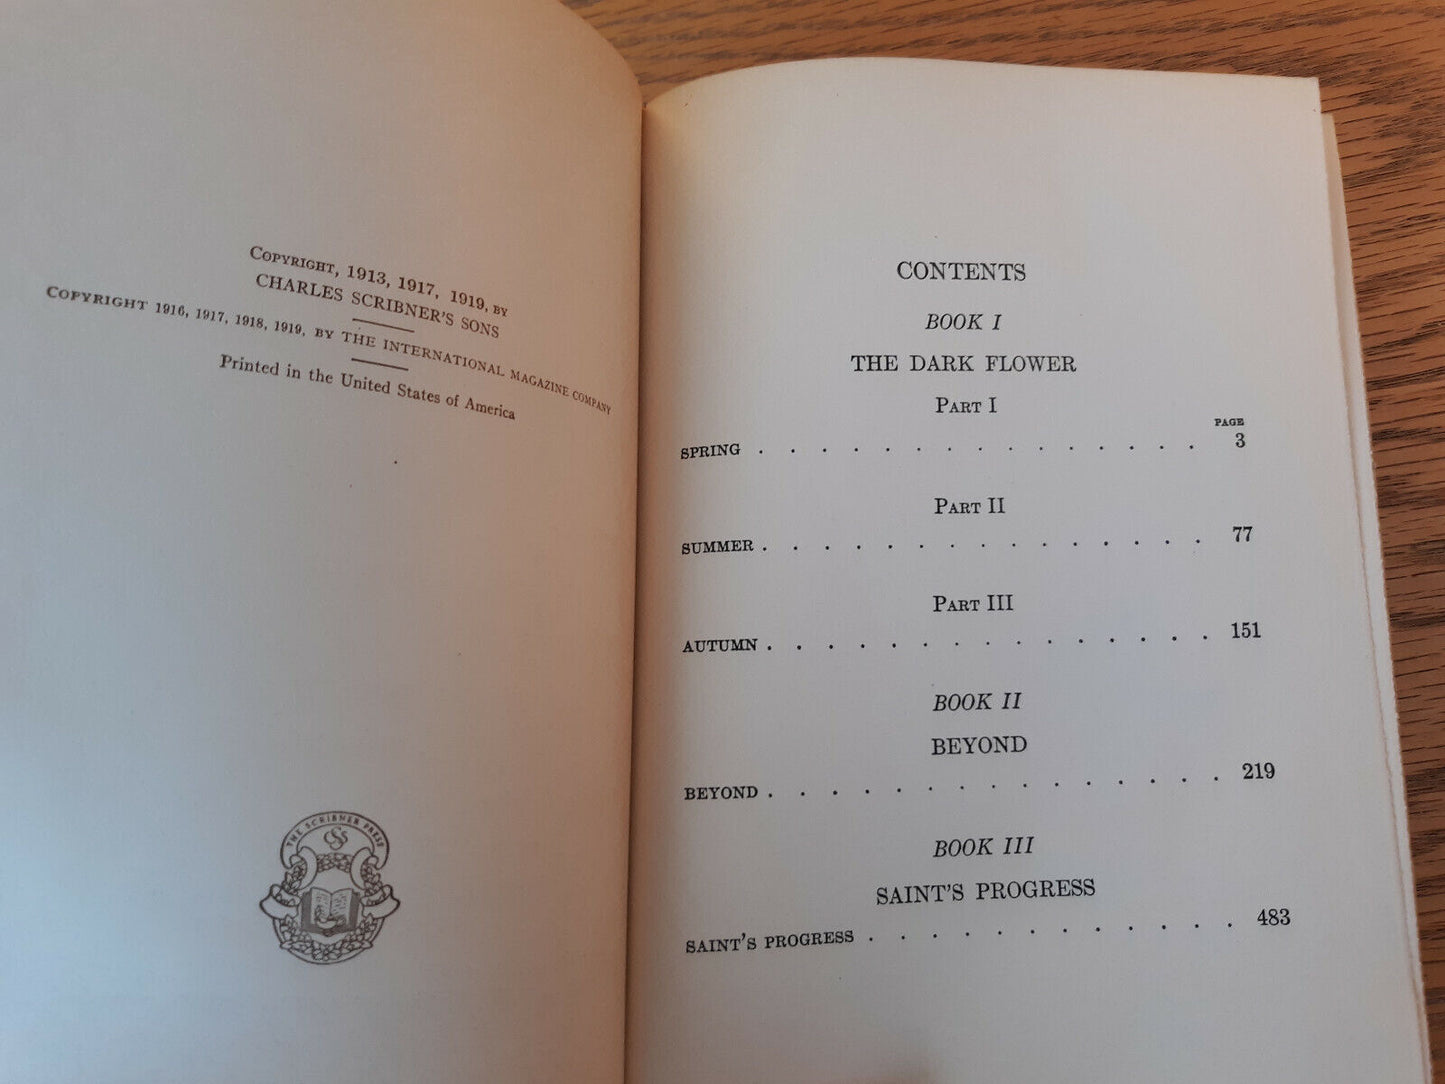 COPYRIGHT, 1913, 1917, 1919, BY
CHARLES SCRIBNER'S SONS
COPYRIGHT 1916, 1917, 1918, 1919, BY THE INTERNATIONAL MAGAZINE COMPANY
Printed in the United States of America
THE SCRIBNER PRESS
CSS
CONTENTS
BOOK I
THE DARK FLOWER
PART I
PAGE
SPRING . . . . . . . . . . . . . . . 3
PART II
SUMMER . . . . . . . . . . . . . . . 77
PART III
AUTUMN . . . . . . . . . . . . . . . 151
BOOK II
BEYOND
BEYOND . . . . . . . . . . . . . . . 219
BOOK III
SAINT'S PROGRESS
SAINT'S PROGRESS . . . . . . . . . . . . 483